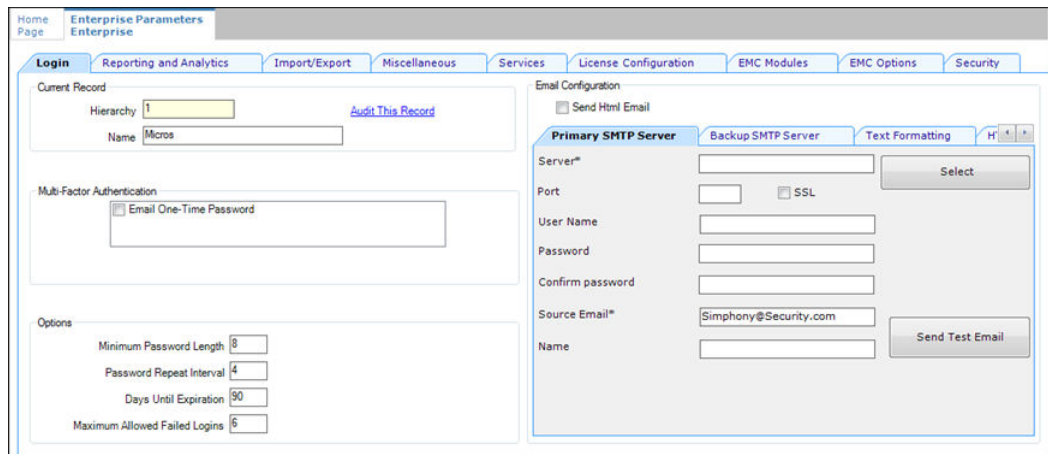 Home Page
Enterprise Parameters
Enterprise
Login
Reporting and Analytics
Import/Export
Miscellaneous
Services
License Configuration
EMC Modules
EMC Options
Security
Current Record
Hierarchy 1
Audit This Record
Name Micros
Multi-Factor Authentication
Email One-Time Password
Options
Minimum Password Length 8
Password Repeat Interval 4
Days Until Expiration 90
Maximum Allowed Failed Logins 6
Email Configuration
Send Html Email
Primary SMTP Server
Backup SMTP Server
Text Formatting
Server*
Select
Port
SSL
User Name
Password
Confirm password
Source Email* Simphony@Security.com
Send Test Email
Name